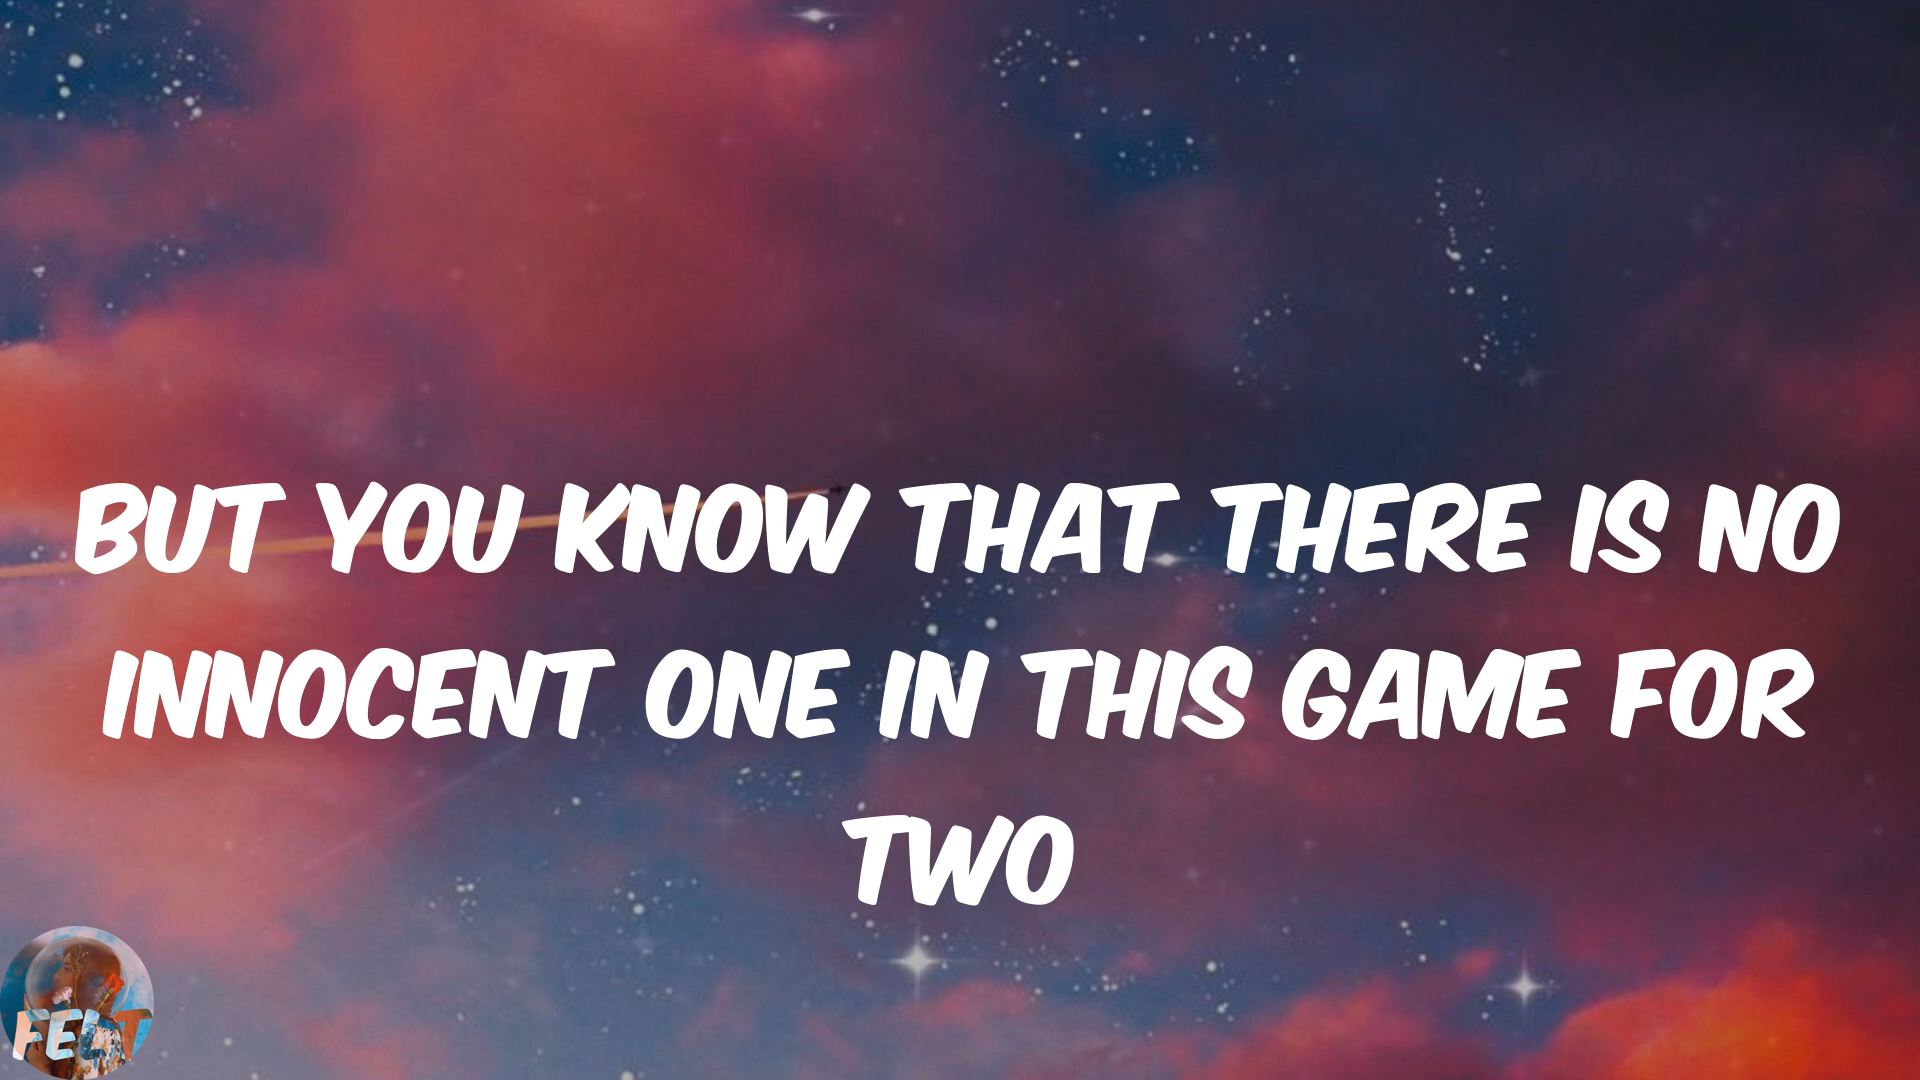 BUT YOU KNOW THAT THERE IS NO
INNOCENT ONE IN THIS GAME FOR
TWO
FELT